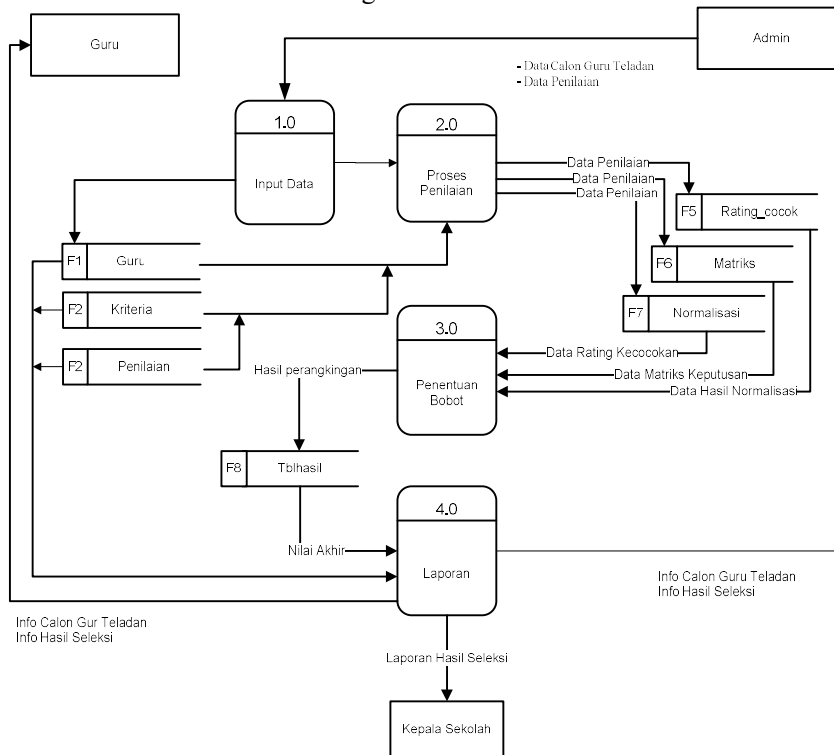 Guru
Admin
- Data Calon Guru Teladan
- Data Penilaian
1.0
Input Data
2.0
Proses
Penilaian
Data Penilaian
Data Penilaian
Data Penilaian
F5 Rating_cocok
F1 Guru
F6 Matriks
F2 Kriteria
F7 Normalisasi
3.0
Penentuan
Bobot
Data Rating Kecocokan
F2 Penilaian
Hasil perangkingan
Data Matriks Keputusan
Data Hasil Normalisasi
F8 Tblhasil
4.0
Laporan
Nilai Akhir
Info Calon Guru Teladan
Info Hasil Seleksi
Info Calon Gur Teladan
Info Hasil Seleksi
Laporan Hasil Seleksi
Kepala Sekolah